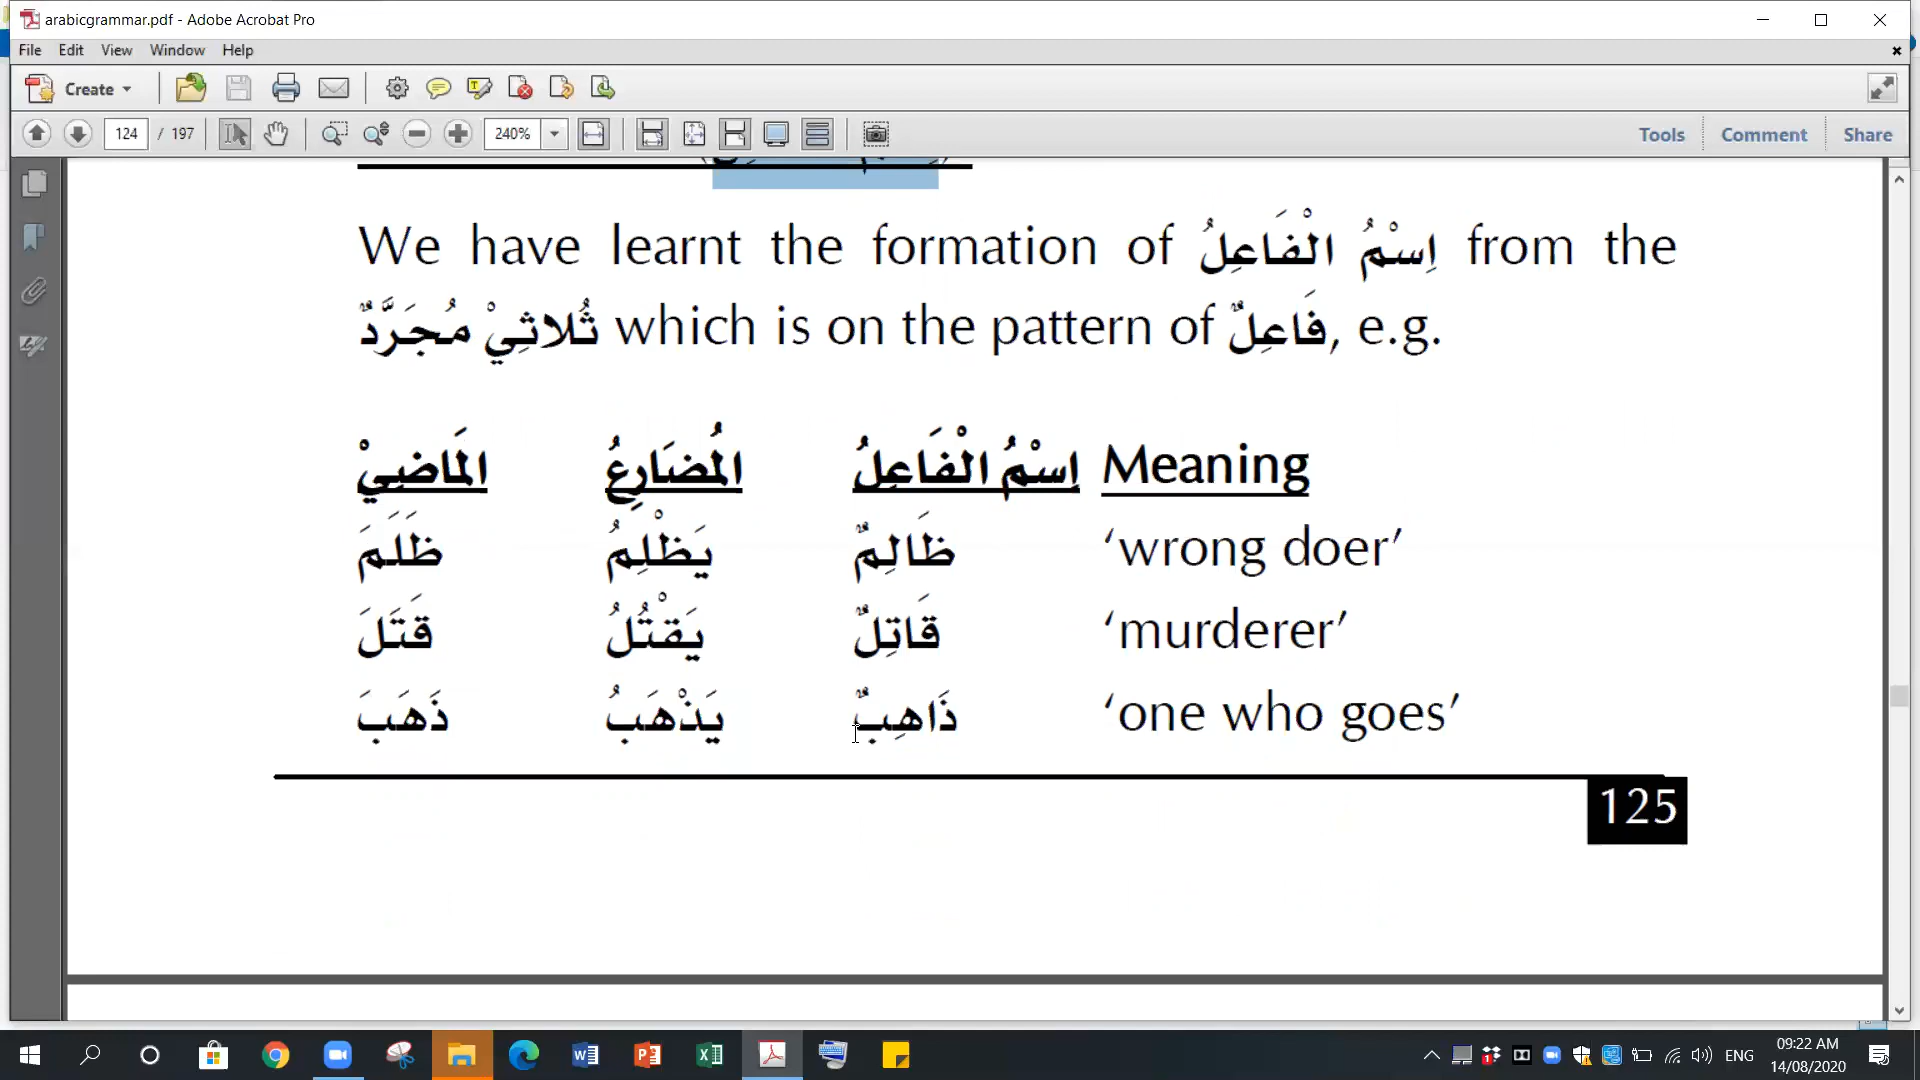 arabicgrammar.pdf - Adobe Acrobat Pro
File Edit View Window Help
Create
124 / 197 240% Tools Comment Share
We have learnt the formation of اِسْمُ الْفَاعِلُ from the
ثُلاثِيْ مُجَرَّدٌ which is on the pattern of فَاعِلٌ, e.g.
المَاضِيْ المُضَارِعُ اِسْمُ الْفَاعِلُ Meaning
ظَلَمَ يَظْلِمُ ظَالِمٌ ‘wrong doer’
قَتَلَ يَقْتُلُ قَاتِلٌ ‘murderer’
ذَهَبَ يَذْهَبُ ذَاهِبٌ ‘one who goes’
125
ENG
09:22 AM
14/08/2020